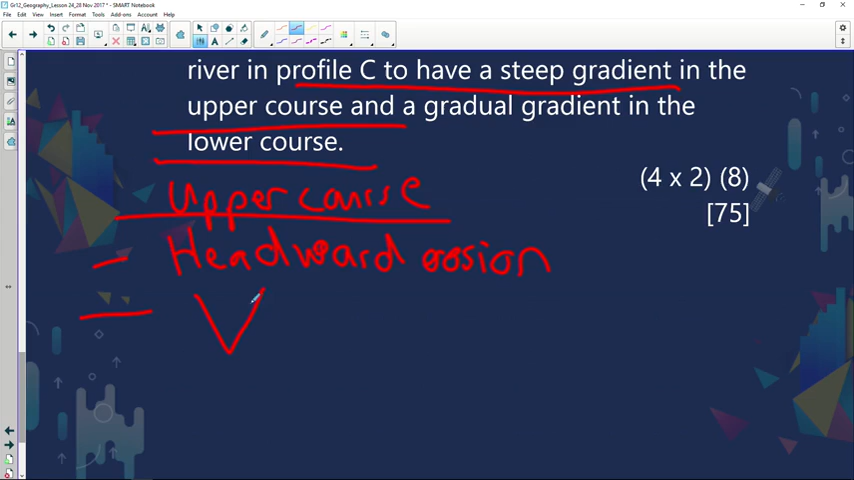 Gr12_Geography_Lesson 24_28 Nov 2017 * - SMART Notebook
File Edit View Insert Format Tools Add-ons Account Help
river in profile C to have a steep gradient in the
upper course and a gradual gradient in the
lower course.
(4 x 2) (8)
[75]
Upper course
- Headward eosion
- V